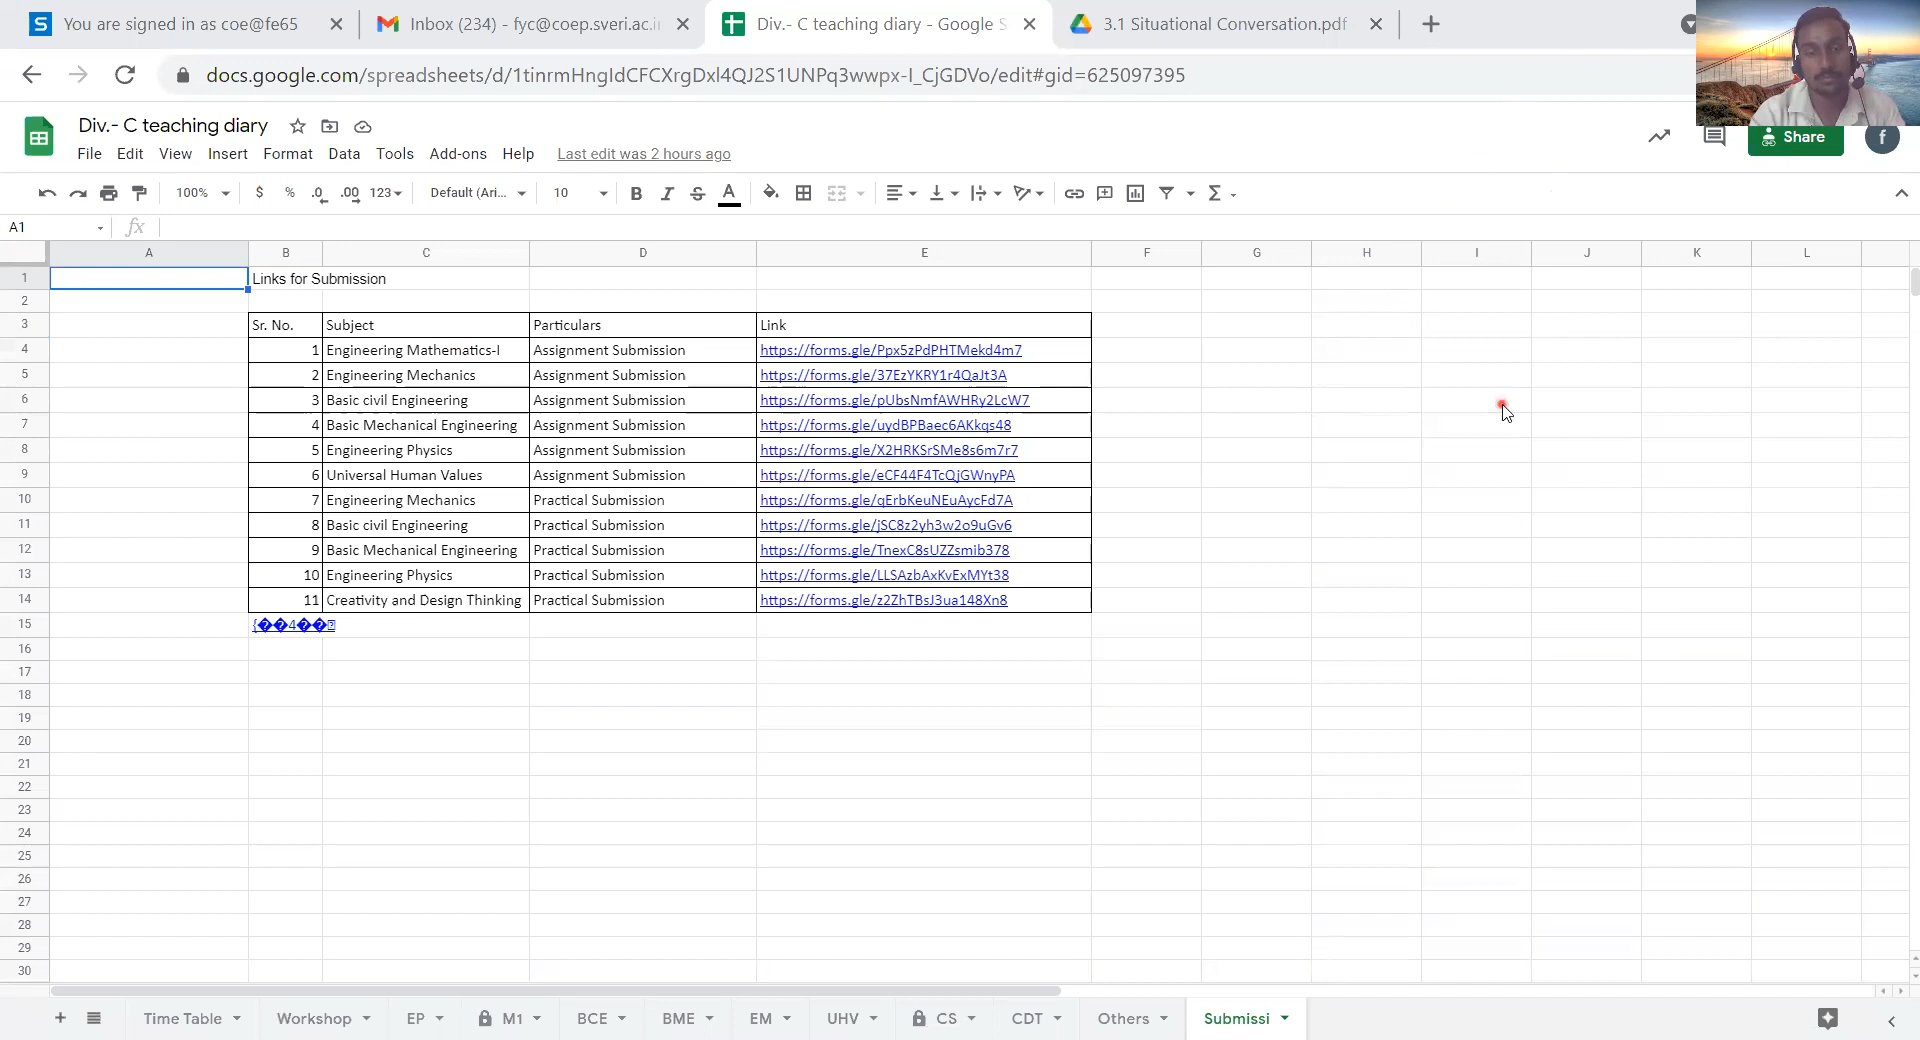 You are signed in as coe@fe65
Inbox (234) - fyc@coep.sveri.ac.i
Div.- C teaching diary - Google S
3.1 Situational Conversation.pdf
docs.google.com/spreadsheets/d/1tinrmHngIdCFCXrgDxl4QJ2S1UNPq3wwpx-I_CjGDVo/edit#gid=625097395
Div.- C teaching diary
File Edit View Insert Format Data Tools Add-ons Help Last edit was 2 hours ago
Share
f
100% $ % .0 .00 123 Default (Ari... 10 B I S A
A1 fx
A B C D E F G H I J K L
1 Links for Submission
2
3 Sr. No. Subject Particulars Link
4 1 Engineering Mathematics-I Assignment Submission https://forms.gle/Ppx5zPdPHTMekd4m7
5 2 Engineering Mechanics Assignment Submission https://forms.gle/37EzYKRY1r4QaJt3A
6 3 Basic civil Engineering Assignment Submission https://forms.gle/pUbsNmfAWHRy2LcW7
7 4 Basic Mechanical Engineering Assignment Submission https://forms.gle/uydBPBaec6AKkqs48
8 5 Engineering Physics Assignment Submission https://forms.gle/X2HRKSrSMe8s6m7r7
9 6 Universal Human Values Assignment Submission https://forms.gle/eCF44F4TcQjGWnyPA
10 7 Engineering Mechanics Practical Submission https://forms.gle/qErbKeuNEuAycFd7A
11 8 Basic civil Engineering Practical Submission https://forms.gle/jSC8z2yh3w2o9uGv6
12 9 Basic Mechanical Engineering Practical Submission https://forms.gle/TnexC8sUZZsmib378
13 10 Engineering Physics Practical Submission https://forms.gle/LLSAzbAxKvExMYt38
14 11 Creativity and Design Thinking Practical Submission https://forms.gle/z2ZhTBsJ3ua148Xn8
15 {��4��
16
17
18
19
20
21
22
23
24
25
26
27
28
29
30
Time Table Workshop EP M1 BCE BME EM UHV CS CDT Others Submissi